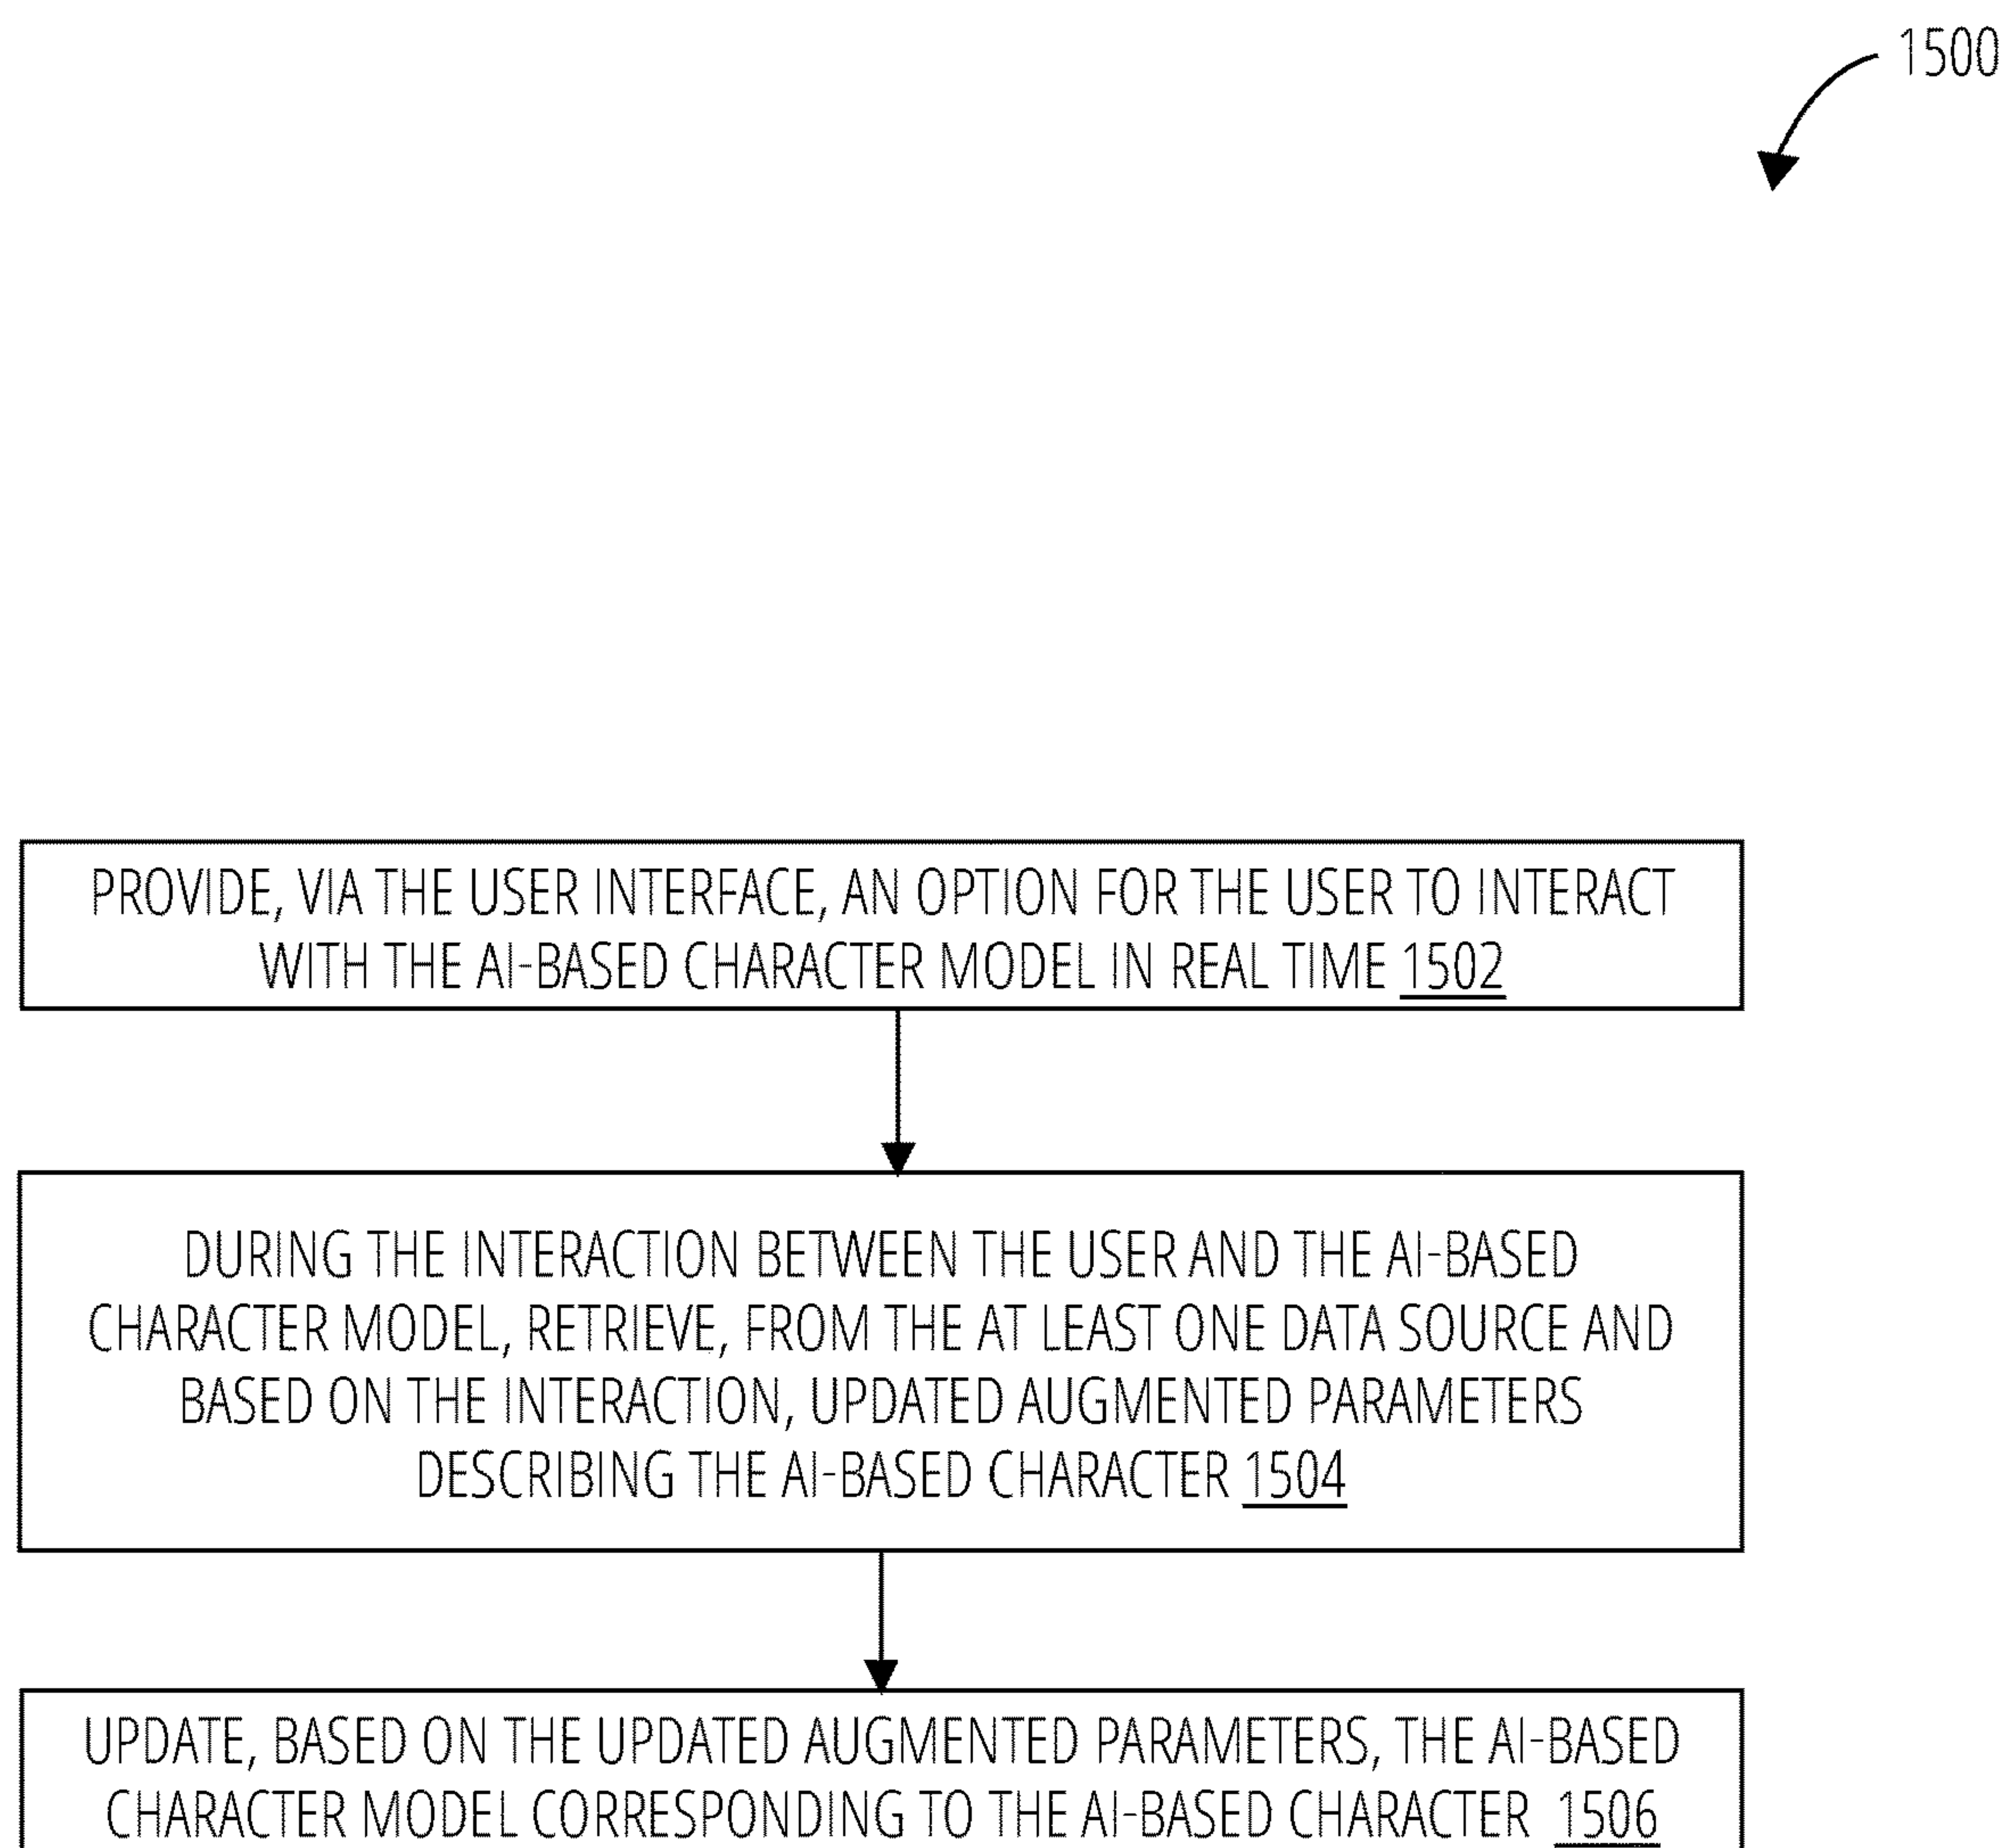 1500
PROVIDE, VIA THE USER INTERFACE, AN OPTION FOR THE USER TO INTERACT
WITH THE AI-BASED CHARACTER MODEL IN REAL TIME 1502
DURING THE INTERACTION BETWEEN THE USER AND THE AI-BASED
CHARACTER MODEL, RETRIEVE, FROM THE AT LEAST ONE DATA SOURCE AND
BASED ON THE INTERACTION, UPDATED AUGMENTED PARAMETERS
DESCRIBING THE AI-BASED CHARACTER 1504
UPDATE, BASED ON THE UPDATED AUGMENTED PARAMETERS, THE AI-BASED
CHARACTER MODEL CORRESPONDING TO THE AI-BASED CHARACTER 1506